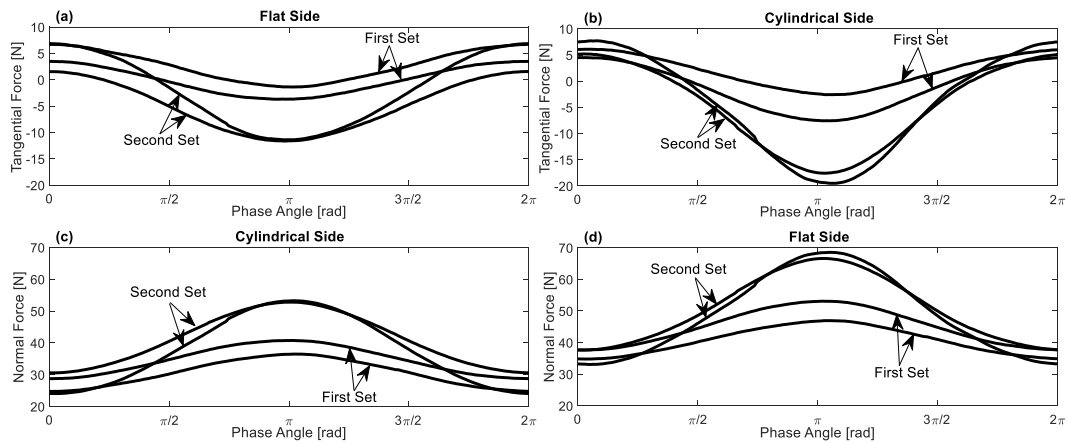 (a)
Flat Side
Tangential Force [N]
10
5
0
-5
-10
-15
-20
First Set
Second Set
0
π/2
π
3π/2
2π
Phase Angle [rad]
(b)
Cylindrical Side
Tangential Force [N]
10
5
0
-5
-10
-15
-20
First Set
Second Set
0
π/2
π
3π/2
2π
Phase Angle [rad]
(c)
Cylindrical Side
Normal Force [N]
70
60
50
40
30
20
Second Set
First Set
0
π/2
π
3π/2
2π
Phase Angle [rad]
(d)
Flat Side
Normal Force [N]
70
60
50
40
30
20
Second Set
First Set
0
π/2
π
3π/2
2π
Phase Angle [rad]